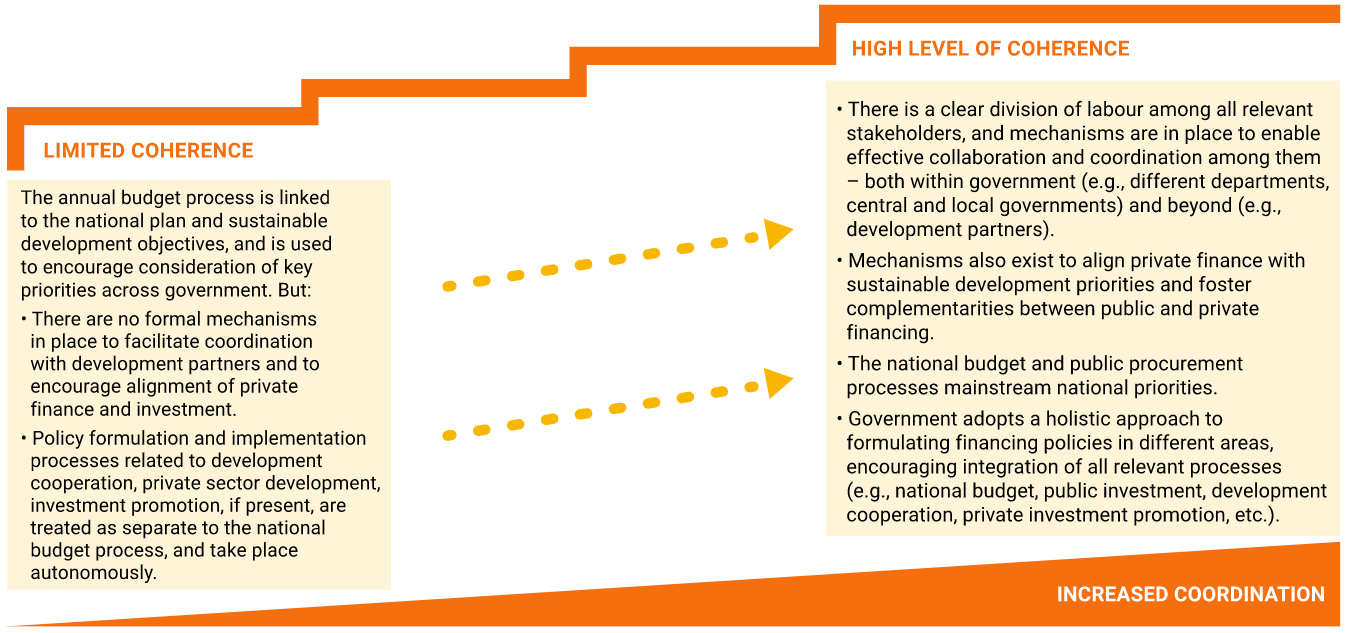 LIMITED COHERENCE
The annual budget process is linked
to the national plan and sustainable
development objectives, and is used
to encourage consideration of key
priorities across government. But:
• There are no formal mechanisms
in place to facilitate coordination
with development partners and to
encourage alignment of private
finance and investment.
• Policy formulation and implementation
processes related to development
cooperation, private sector development,
investment promotion, if present, are
treated as separate to the national
budget process, and take place
autonomously.
HIGH LEVEL OF COHERENCE
• There is a clear division of labour among all relevant
stakeholders, and mechanisms are in place to enable
effective collaboration and coordination among them
– both within government (e.g., different departments,
central and local governments) and beyond (e.g.,
development partners).
• Mechanisms also exist to align private finance with
sustainable development priorities and foster
complementarities between public and private
financing.
• The national budget and public procurement
processes mainstream national priorities.
• Government adopts a holistic approach to
formulating financing policies in different areas,
encouraging integration of all relevant processes
(e.g., national budget, public investment, development
cooperation, private investment promotion, etc.).
INCREASED COORDINATION